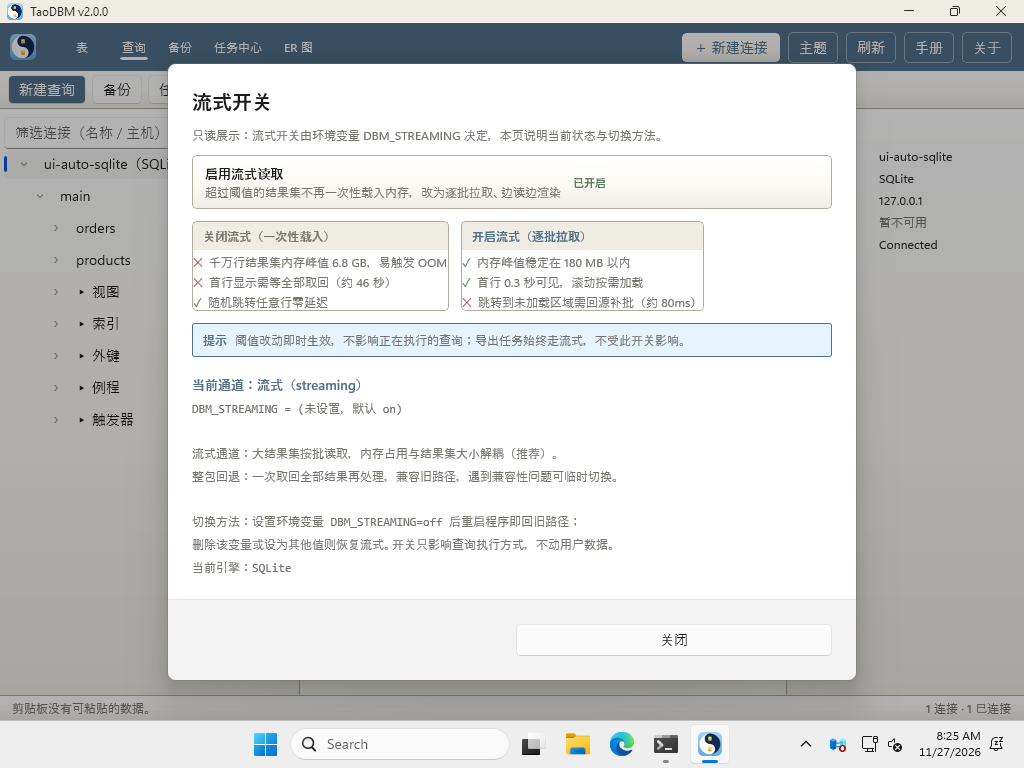 TaoDBM v2.0.0
表 查询 备份 任务中心 ER 图 + 新建连接 主题 刷新 手册 关于
新建查询 备份
筛选连接（名称 / 主机）
ui-auto-sqlite（SQLi
main
orders
products
视图
索引
外键
例程
触发器
流式开关
只读展示：流式开关由环境变量 DBM_STREAMING 决定，本页说明当前状态与切换方法。
启用流式读取
超过阈值的结果集不再一次性载入内存，改为逐批拉取、边读边渲染
已开启
关闭流式（一次性载入）
✕ 千万行结果集内存峰值 6.8 GB，易触发 OOM
✕ 首行显示需等全部取回（约 46 秒）
✓ 随机跳转任意行零延迟
开启流式（逐批拉取）
✓ 内存峰值稳定在 180 MB 以内
✓ 首行 0.3 秒可见，滚动按需加载
✕ 跳转到未加载区域需回源补批（约 80ms）
提示 阈值改动即时生效，不影响正在执行的查询；导出任务始终走流式，不受此开关影响。
当前通道：流式（streaming）
DBM_STREAMING = (未设置，默认 on)
流式通道：大结果集按批读取，内存占用与结果集大小解耦（推荐）。
整包回退：一次取回全部结果再处理，兼容旧路径，遇到兼容性问题可临时切换。
切换方法：设置环境变量 DBM_STREAMING=off 后重启程序即回旧路径；
删除该变量或设为其他值则恢复流式。开关只影响查询执行方式，不动用户数据。
当前引擎：SQLite
关闭
ui-auto-sqlite
SQLite
127.0.0.1
暂不可用
Connected
剪贴板没有可粘贴的数据。
1 连接 · 1 已连接
Search
8:25 AM
11/27/2026